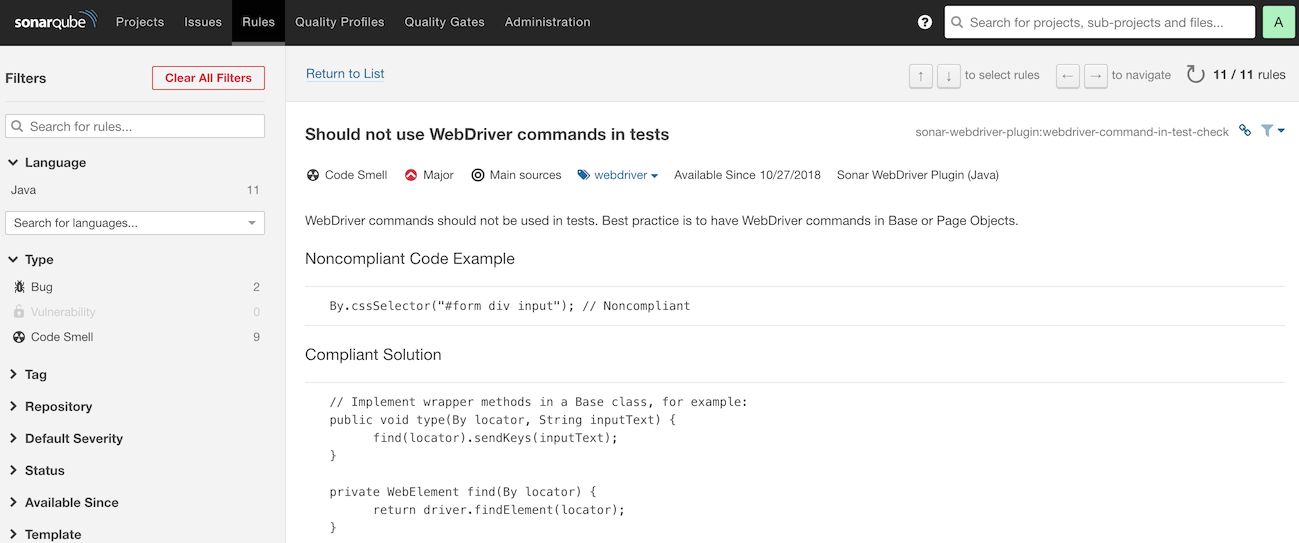 sonarqube Projects Issues Rules Quality Profiles Quality Gates Administration ? Search for projects, sub-projects and files... A
Filters
Clear All Filters
Search for rules...
Language
Java 11
Search for languages...
Type
Bug 2
Vulnerability 0
Code Smell 9
Tag
Repository
Default Severity
Status
Available Since
Template
Return to List
↑ ↓ to select rules ← → to navigate 11 / 11 rules
Should not use WebDriver commands in tests
sonar-webdriver-plugin:webdriver-command-in-test-check
Code Smell Major Main sources webdriver Available Since 10/27/2018 Sonar WebDriver Plugin (Java)
WebDriver commands should not be used in tests. Best practice is to have WebDriver commands in Base or Page Objects.
Noncompliant Code Example
By.cssSelector("#form div input"); // Noncompliant
Compliant Solution
// Implement wrapper methods in a Base class, for example:
public void type(By locator, String inputText) {
find(locator).sendKeys(inputText);
}
private WebElement find(By locator) {
return driver.findElement(locator);
}